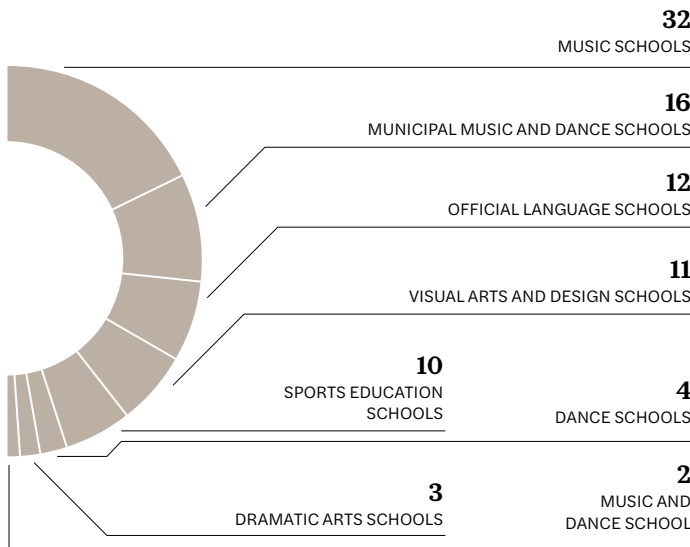 32
MUSIC SCHOOLS
16
MUNICIPAL MUSIC AND DANCE SCHOOLS
12
OFFICIAL LANGUAGE SCHOOLS
11
VISUAL ARTS AND DESIGN SCHOOLS
10
SPORTS EDUCATION
SCHOOLS
4
DANCE SCHOOLS
3
DRAMATIC ARTS SCHOOLS
2
MUSIC AND
DANCE SCHOOL